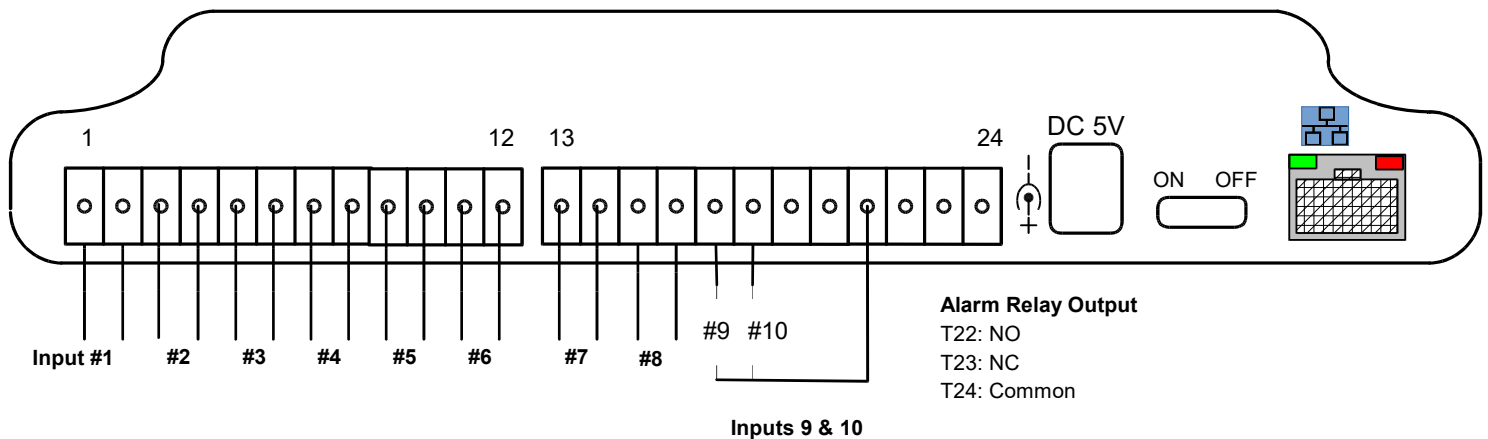 1
12
13
24
DC 5V
ON OFF
Input #1 #2 #3 #4 #5 #6 #7 #8 #9 #10
Alarm Relay Output
T22: NO
T23: NC
T24: Common
Inputs 9 & 10